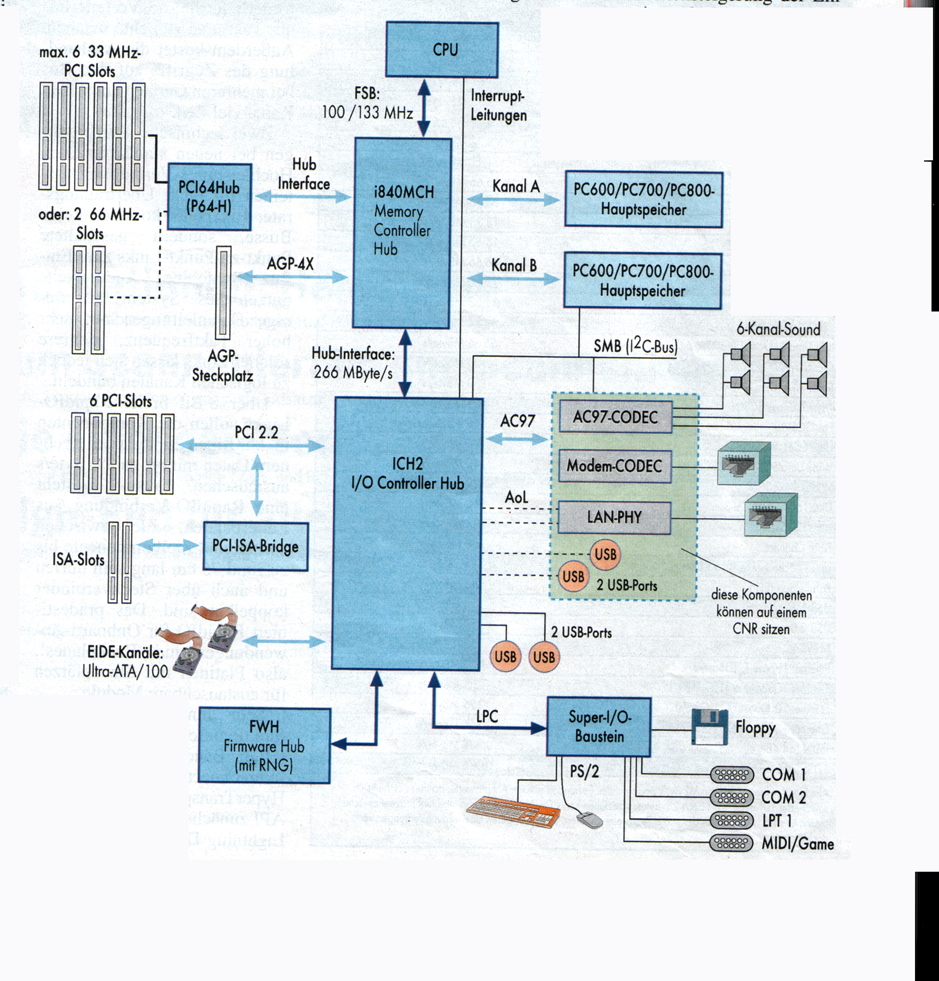 CPU
max. 6 33 MHz-
PCI Slots
FSB:
100/133 MHz
Interrupt-
Leitungen
PCI64Hub
(P64-H)
Hub
Interface
i840MCH
Memory
Controller
Hub
Kanal A
PC600/PC700/PC800-
Hauptspeicher
oder: 2 66 MHz-
Slots
AGP-4X
Kanal B
PC600/PC700/PC800-
Hauptspeicher
AGP-
Steckplatz
Hub-Interface:
266 MByte/s
SMB (I²C-Bus)
6-Kanal-Sound
6 PCI-Slots
PCI 2.2
ICH2
I/O Controller Hub
AC97
AC97-CODEC
Modem-CODEC
AoL
LAN-PHY
ISA-Slots
PCI-ISA-Bridge
USB
USB
2 USB-Ports
diese Komponenten
können auf einem
CNR sitzen
EIDE-Kanäle:
Ultra-ATA/100
2 USB-Ports
USB
USB
FWH
Firmware Hub
(mit RNG)
LPC
Super-I/O-
Baustein
Floppy
PS/2
COM 1
COM 2
LPT 1
MIDI/Game